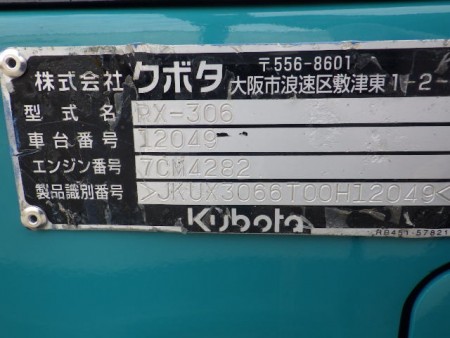 株式会社 クボタ 〒556-8601
大阪市浪速区敷津東1-2-
型式名 RX-306
車台番号 12049
エンジン番号 7CM4282
製品識別番号 >JKUX3066T00H12049<
Kubota
RB451-57821